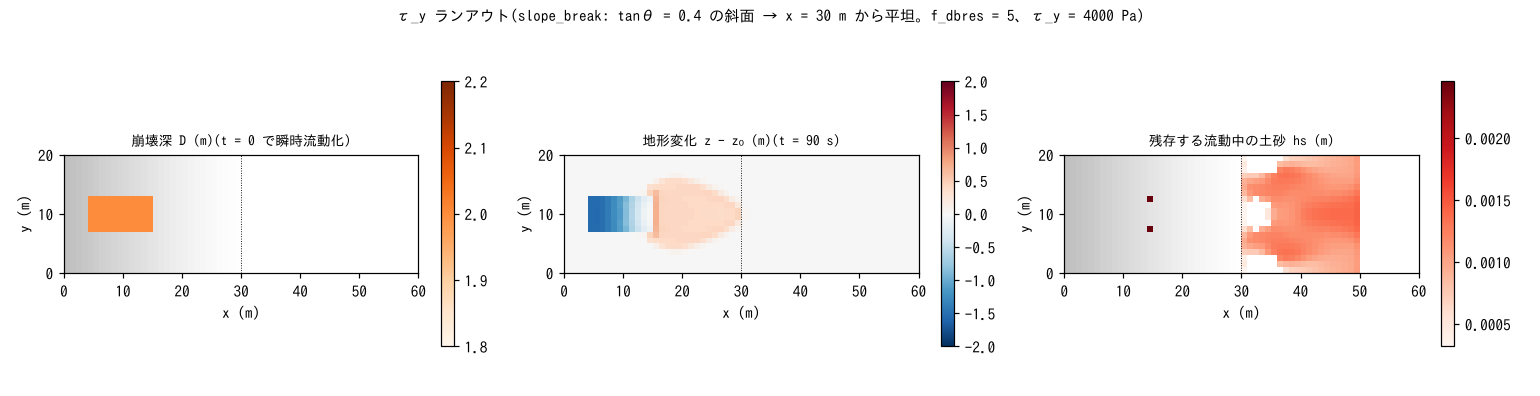 τ_y ランアウト(slope_break: tanθ = 0.4 の斜面 → x = 30 m から平坦。f_dbres = 5、τ_y = 4000 Pa)
崩壊深 D (m)(t = 0 で瞬時流動化)
20
10
0
y (m)
0 10 20 30 40 50 60
x (m)
2.2
2.1
2.0
1.9
1.8
地形変化 z − z₀ (m)(t = 90 s)
20
10
0
y (m)
0 10 20 30 40 50 60
x (m)
2.0
1.5
1.0
0.5
0.0
-0.5
-1.0
-1.5
-2.0
残存する流動中の土砂 hs (m)
20
10
0
y (m)
0 10 20 30 40 50 60
x (m)
0.0020
0.0015
0.0010
0.0005